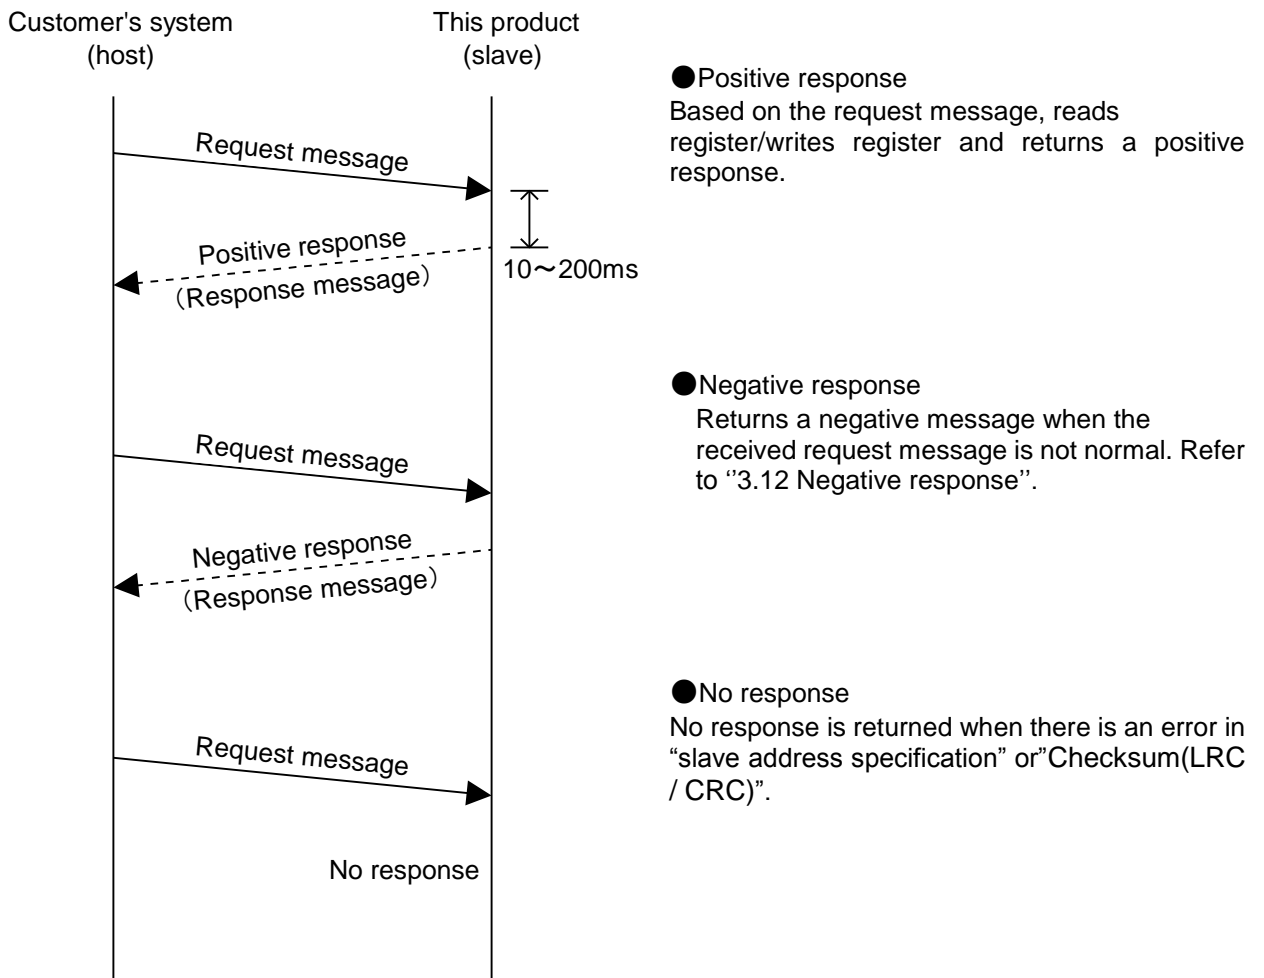 Customer's system
(host)
This product
(slave)
Request message
Positive response
（Response message）
10～200ms
●Positive response
Based on the request message, reads
register/writes register and returns a positive
response.
Request message
Negative response
（Response message）
●Negative response
Returns a negative message when the
received request message is not normal. Refer
to ‘’3.12 Negative response’’.
Request message
No response
●No response
No response is returned when there is an error in
“slave address specification” or”Checksum(LRC
/ CRC)”.